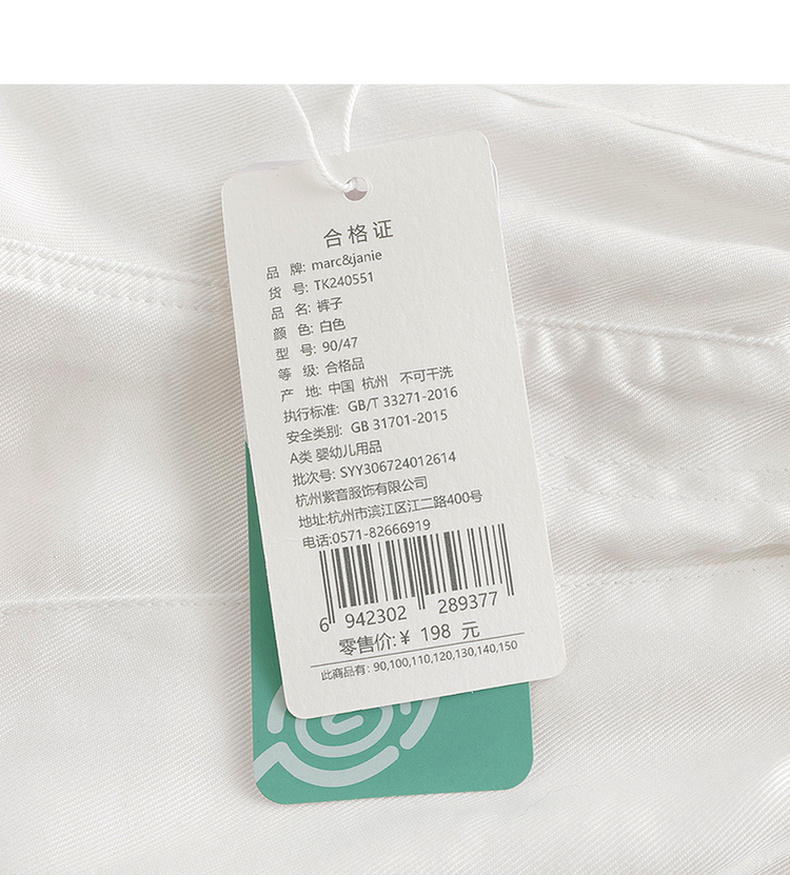 合格证
品 牌: marc&janie
货 号: TK240551
品 名: 裤子
颜 色: 白色
型 号: 90/47
等 级: 合格品
产 地: 中国 杭州 不可干洗
执行标准: GB/T 33271-2016
安全类别: GB 31701-2015
A类 婴幼儿用品
批次号: SYY306724012614
杭州紫音服饰有限公司
地址:杭州市滨江区江二路400号
电话:0571-82666919
6 942302 289377
零售价:¥ 198 元
此商品有: 90,100,110,120,130,140,150